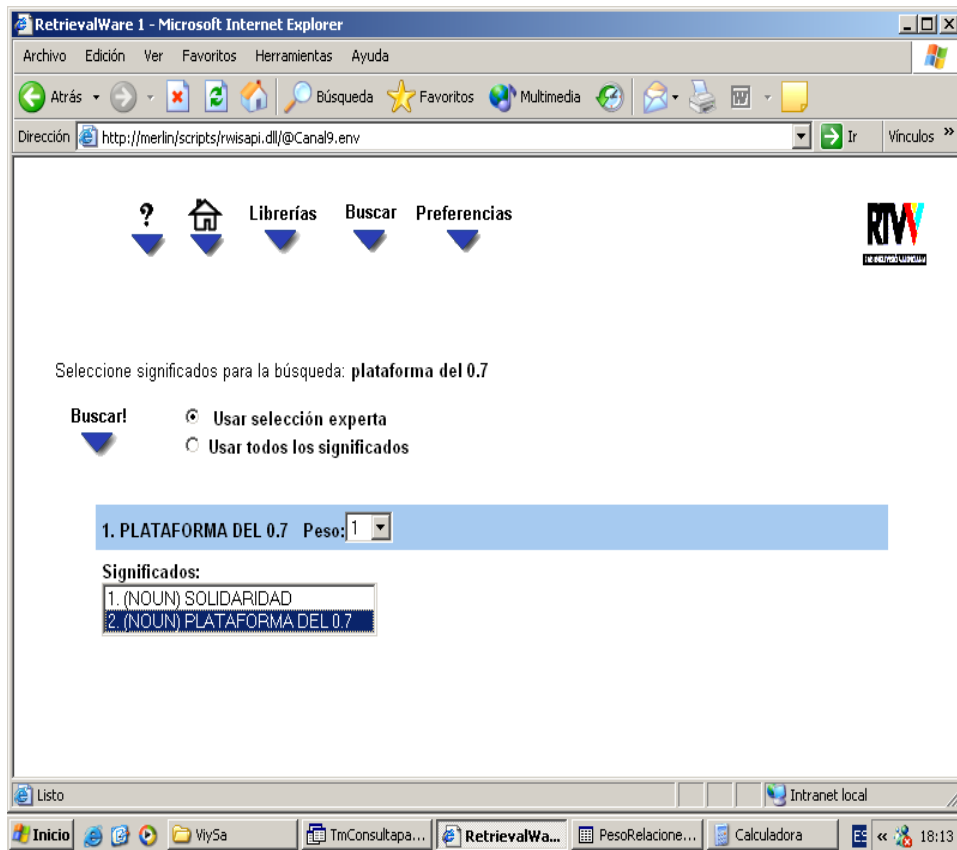 RetrievalWare 1 - Microsoft Internet Explorer
Archivo Edición Ver Favoritos Herramientas Ayuda
Atrás Búsqueda Favoritos Multimedia
Dirección http://merlin/scripts/rwisapi.dll/@Canal9.env Ir Vínculos »
? Librerías Buscar Preferencias
RTVV
Seleccione significados para la búsqueda: plataforma del 0.7
Buscar! Usar selección experta
Usar todos los significados
1. PLATAFORMA DEL 0.7 Peso: 1
Significados:
1. (NOUN) SOLIDARIDAD
2. (NOUN) PLATAFORMA DEL 0.7
Listo Intranet local
Inicio ViySa TmConsultapa... RetrievalWa... PesoRelacione... Calculadora ES « 18:13